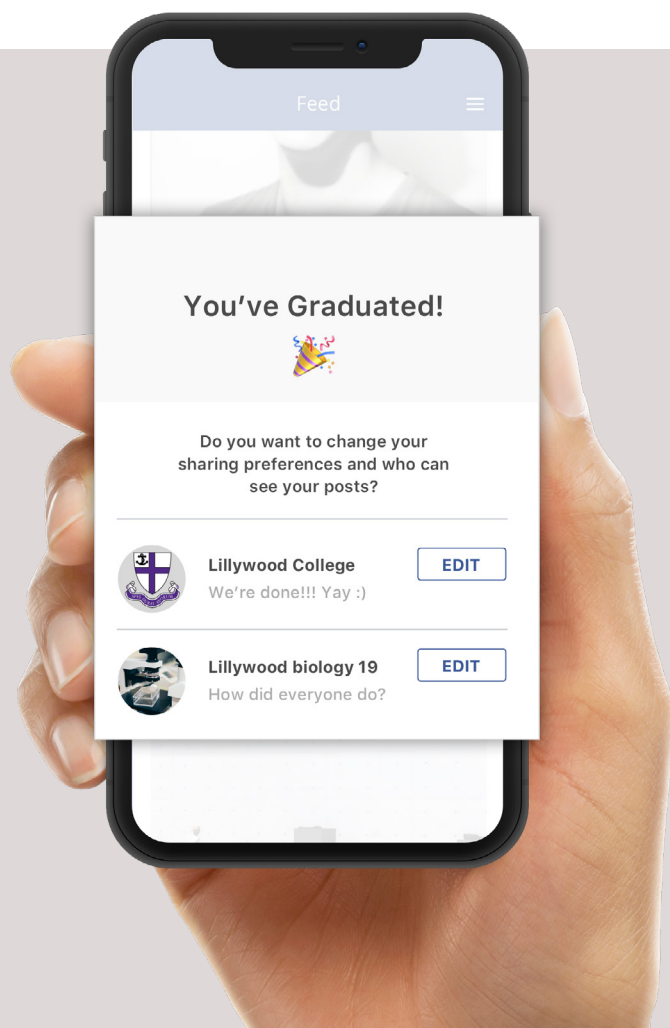 Feed
You’ve Graduated!
Do you want to change your
sharing preferences and who can
see your posts?
Lillywood College
EDIT
We’re done!!! Yay :)
Lillywood biology 19
EDIT
How did everyone do?